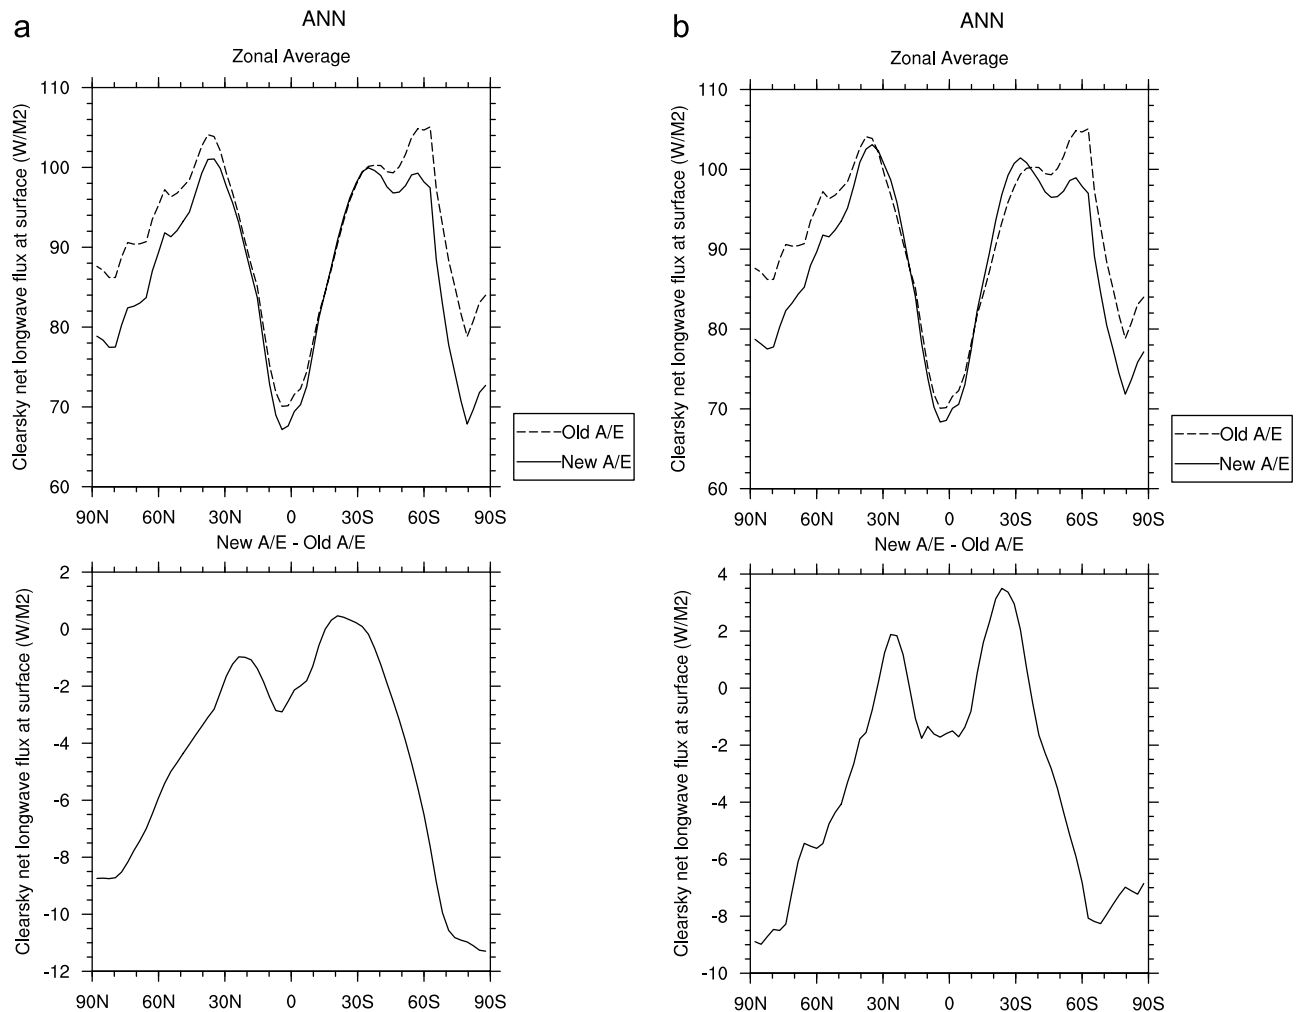 a
ANN
Zonal Average
Clearsky net longwave flux at surface (W/M2)
110
100
90
80
70
60
90N 60N 30N 0 30S 60S 90S
Old A/E
New A/E
New A/E - Old A/E
Clearsky net longwave flux at surface (W/M2)
2
0
-2
-4
-6
-8
-10
-12
90N 60N 30N 0 30S 60S 90S
b
ANN
Zonal Average
Clearsky net longwave flux at surface (W/M2)
110
100
90
80
70
60
90N 60N 30N 0 30S 60S 90S
Old A/E
New A/E
New A/E - Old A/E
Clearsky net longwave flux at surface (W/M2)
4
2
0
-2
-4
-6
-8
-10
90N 60N 30N 0 30S 60S 90S